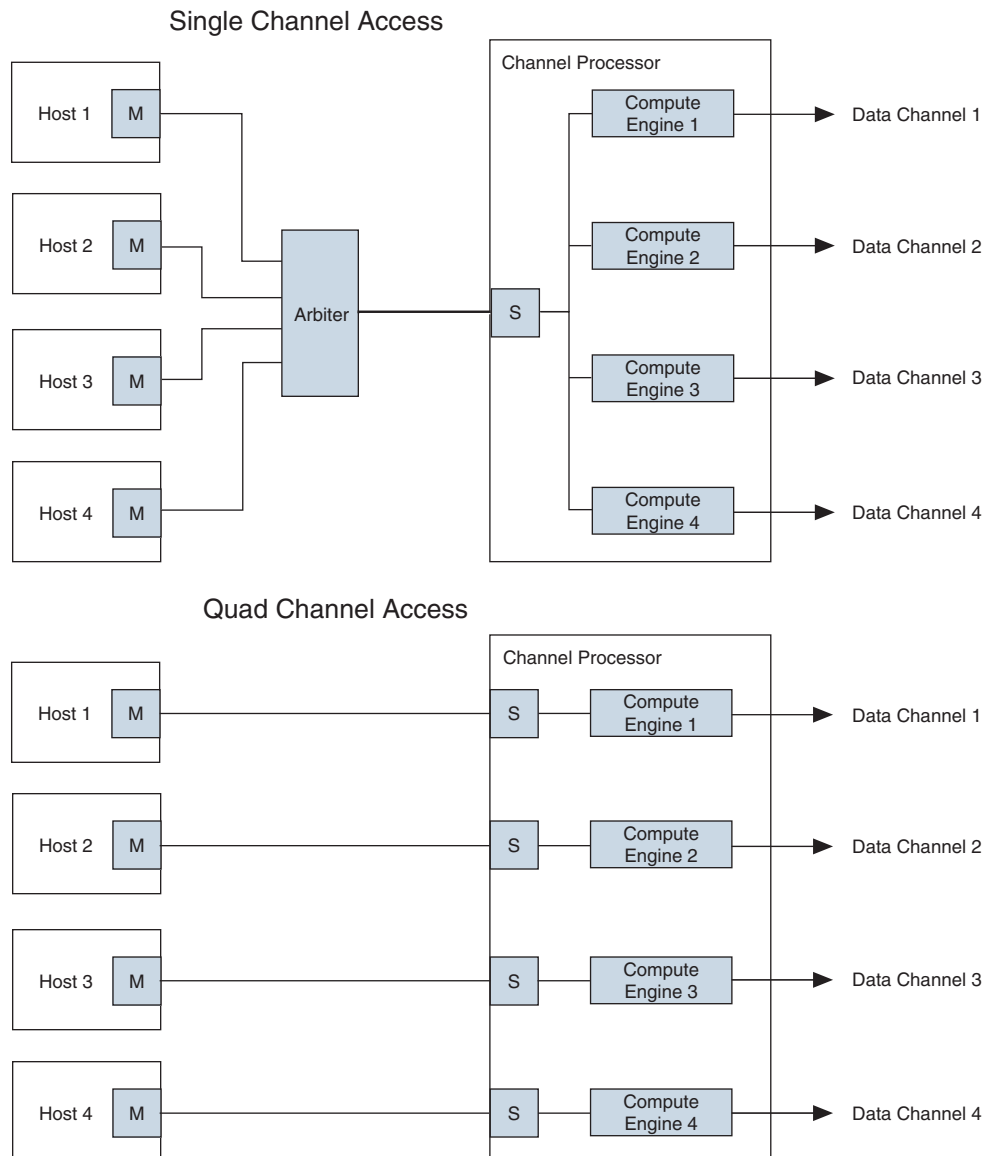 Single Channel Access
Channel Processor
Host 1
M
Compute
Engine 1
Data Channel 1
Host 2
M
Compute
Engine 2
Data Channel 2
Arbiter
S
Host 3
M
Compute
Engine 3
Data Channel 3
Host 4
M
Compute
Engine 4
Data Channel 4
Quad Channel Access
Channel Processor
Host 1
M
S
Compute
Engine 1
Data Channel 1
Host 2
M
S
Compute
Engine 2
Data Channel 2
Host 3
M
S
Compute
Engine 3
Data Channel 3
Host 4
M
S
Compute
Engine 4
Data Channel 4